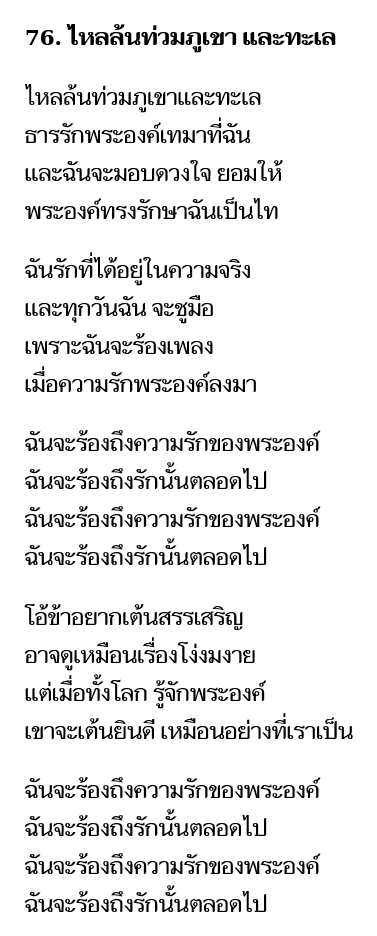 76. ไหลล้นท่วมภูเขา และทะเล
ไหลล้นท่วมภูเขาและทะเล
ธารรักพระองค์เทมาที่ฉัน
และฉันจะมอบดวงใจ ยอมให้
พระองค์ทรงรักษาฉันเป็นไท
ฉันรักที่ได้อยู่ในความจริง
และทุกวันฉัน จะชูมือ
เพราะฉันจะร้องเพลง
เมื่อความรักพระองค์ลงมา
ฉันจะร้องถึงความรักของพระองค์
ฉันจะร้องถึงรักนั้นตลอดไป
ฉันจะร้องถึงความรักของพระองค์
ฉันจะร้องถึงรักนั้นตลอดไป
โอ้ข้าอยากเต้นสรรเสริญ
อาจดูเหมือนเรื่องโง่งมงาย
แต่เมื่อทั้งโลก รู้จักพระองค์
เขาจะเต้นยินดี เหมือนอย่างที่เราเป็น
ฉันจะร้องถึงความรักของพระองค์
ฉันจะร้องถึงรักนั้นตลอดไป
ฉันจะร้องถึงความรักของพระองค์
ฉันจะร้องถึงรักนั้นตลอดไป